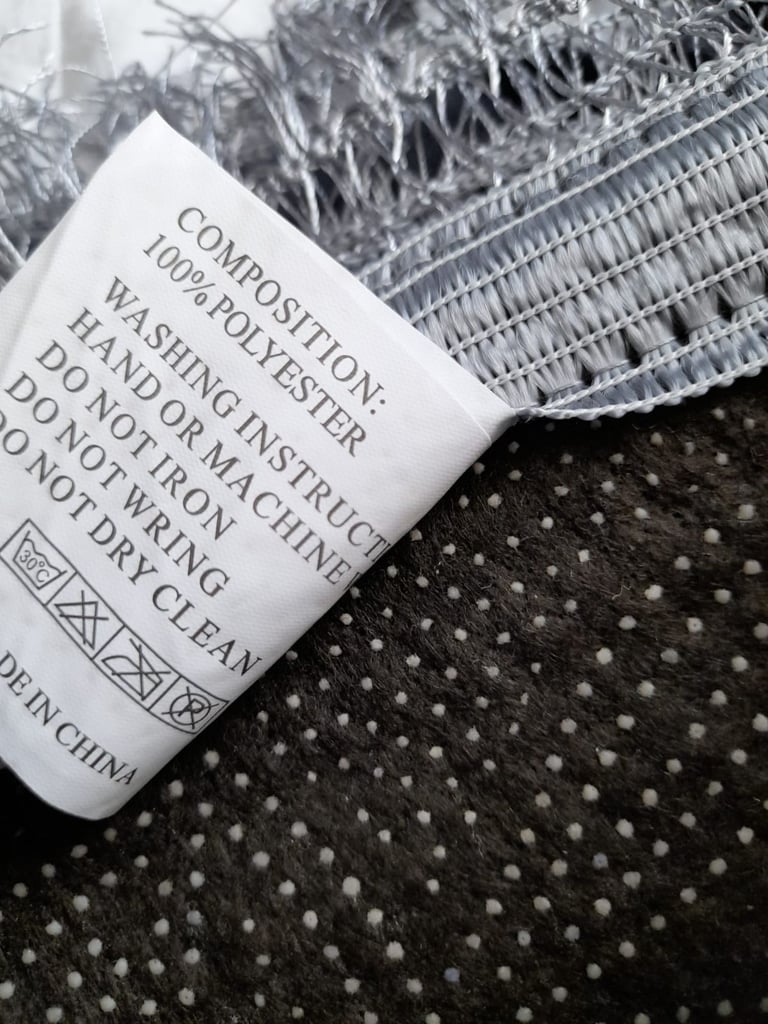 COMPOSITION:
100%POLYESTER
WASHING INSTRUCT
HAND OR MACHINE
DO NOT IRON
DO NOT WRING
DO NOT DRY CLEAN
30°C
P
DE IN CHINA